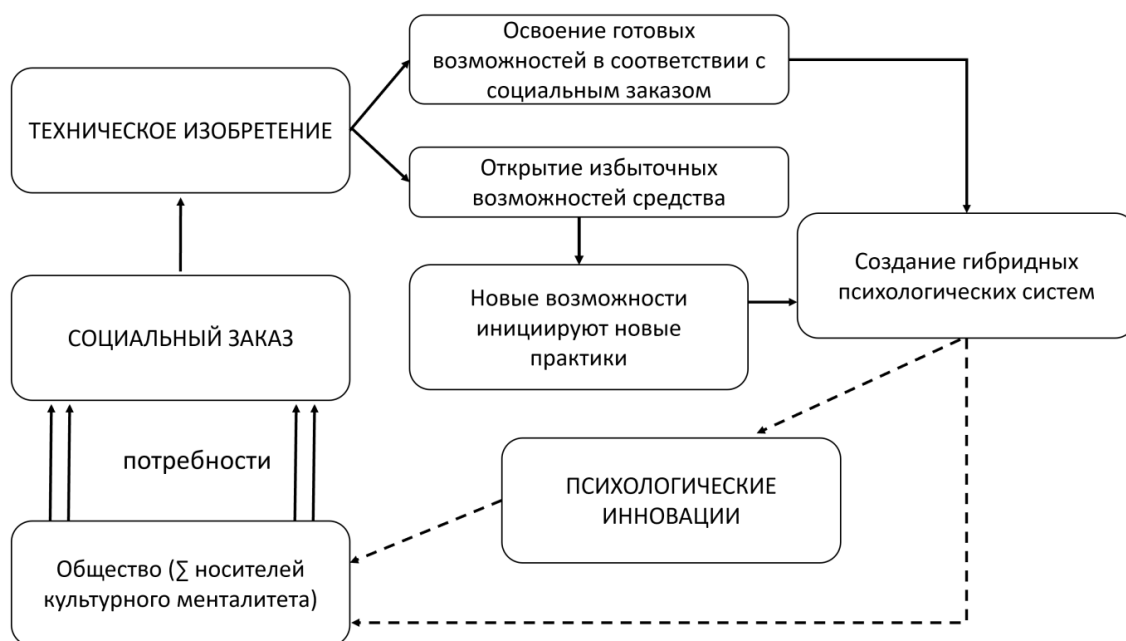 Освоение готовых
возможностей в соответствии с
социальным заказом
ТЕХНИЧЕСКОЕ ИЗОБРЕТЕНИЕ
Открытие избыточных
возможностей средства
Создание гибридных
психологических систем
Новые возможности
инициируют новые
практики
СОЦИАЛЬНЫЙ ЗАКАЗ
потребности
ПСИХОЛОГИЧЕСКИЕ
ИННОВАЦИИ
Общество (∑ носителей
культурного менталитета)